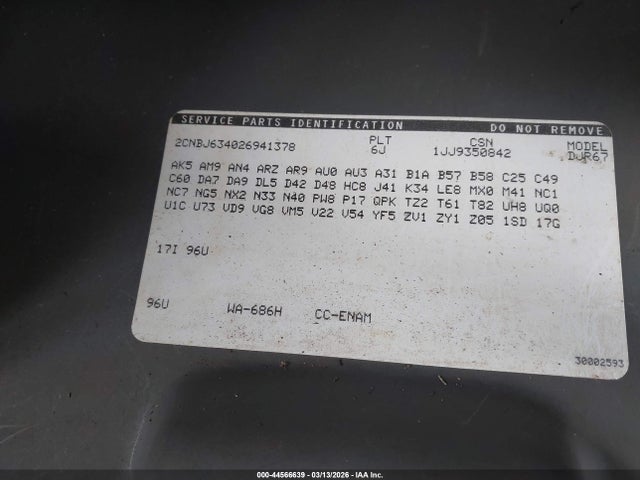 SERVICE PARTS IDENTIFICATION DO NOT REMOVE
PLT CSN MODEL
2CNBJ634026941378 6J 1JJ9350842 DJR67
AK5 AM9 AN4 ARZ AR9 AU0 AU3 A31 B1A B57 B58 C25 C49
C60 DA7 DA9 DL5 D42 D48 HC8 J41 K34 LE8 MX0 M41 NC1
NC7 NG5 NX2 N33 N40 PW8 P17 QPK TZ2 T61 T82 UH8 UQ0
U1C U73 VD9 VG8 VM5 V22 V54 YF5 ZV1 ZY1 Z05 1SD 17G
17I 96U
96U WA-686H CC-ENAM
30002593
000-44566639 | 03/13/2026 | IAA Inc.